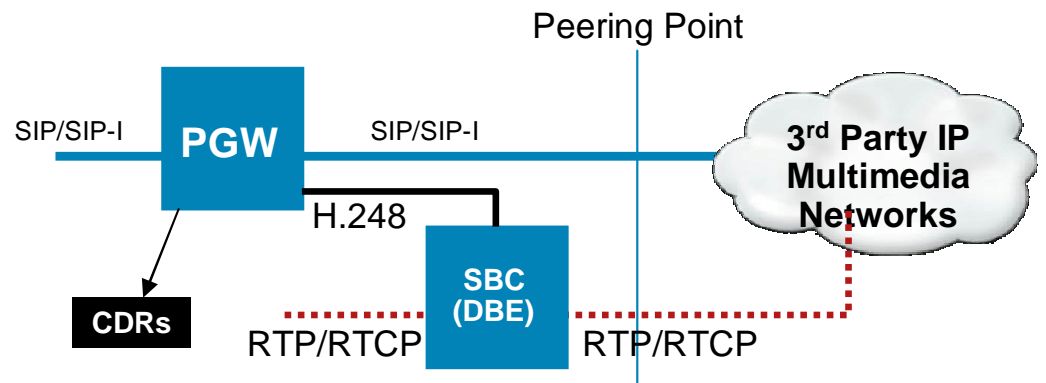 Peering Point
SIP/SIP-I
PGW
SIP/SIP-I
3rd Party IP
Multimedia
Networks
H.248
SBC
(DBE)
CDRs
RTP/RTCP
RTP/RTCP